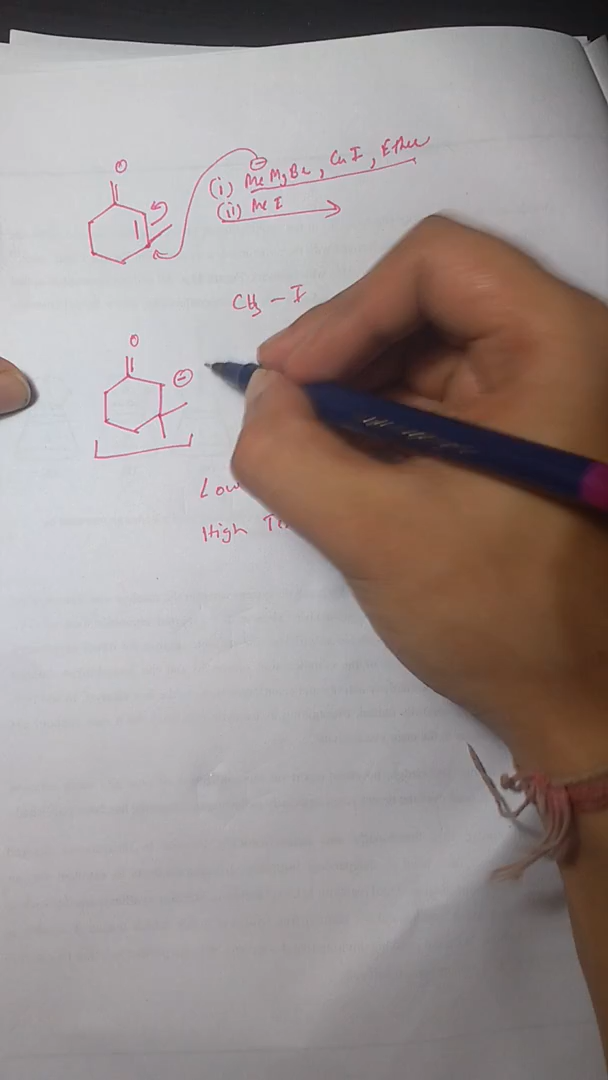 O
⊖
(i) MeMgBr, CuI, Ether
(ii) MeI
CH3 - I
O
⊖
Low
High